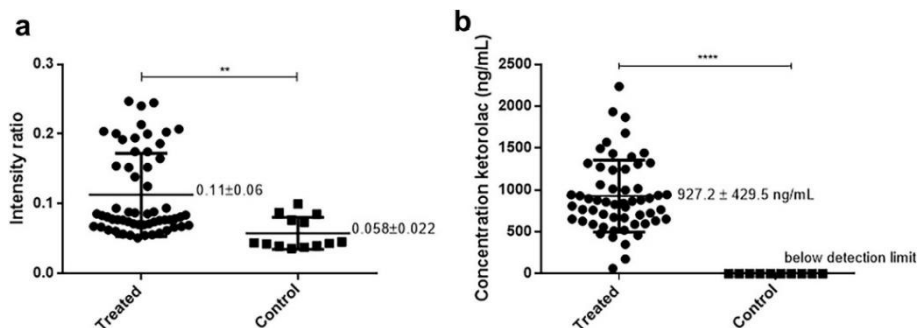 a
**
Intensity ratio
0.3
0.2
0.1
0.0
0.11±0.06
0.058±0.022
Treated
Control
b
****
Concentration ketorolac (ng/mL)
2500
2000
1500
1000
500
0
927.2 ± 429.5 ng/mL
below detection limit
Treated
Control